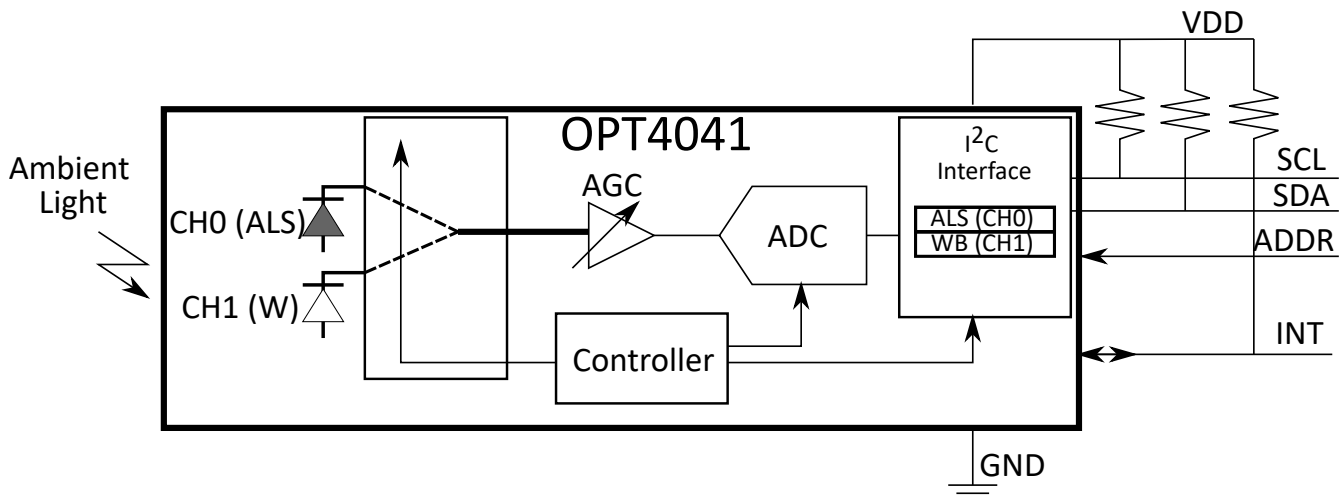 VDD
OPT4041
Ambient
Light
CH0 (ALS)
CH1 (W)
AGC
ADC
Controller
I²C
Interface
ALS (CH0)
WB (CH1)
SCL
SDA
ADDR
INT
GND